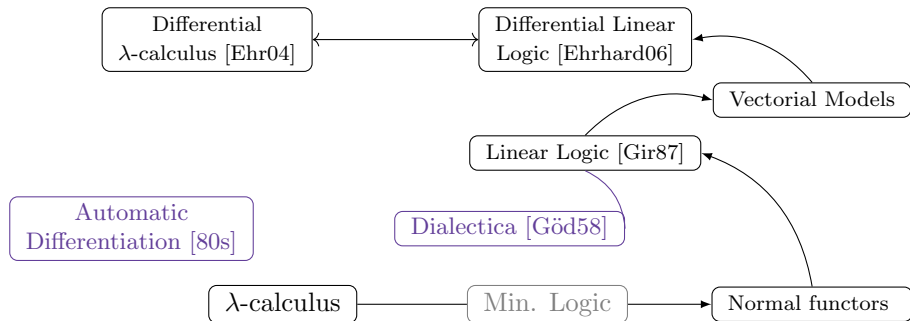 Differential
λ-calculus [Ehr04]
Differential Linear
Logic [Ehrhard06]
Vectorial Models
Linear Logic [Gir87]
Automatic
Differentiation [80s]
Dialectica [Göd58]
λ-calculus
Min. Logic
Normal functors